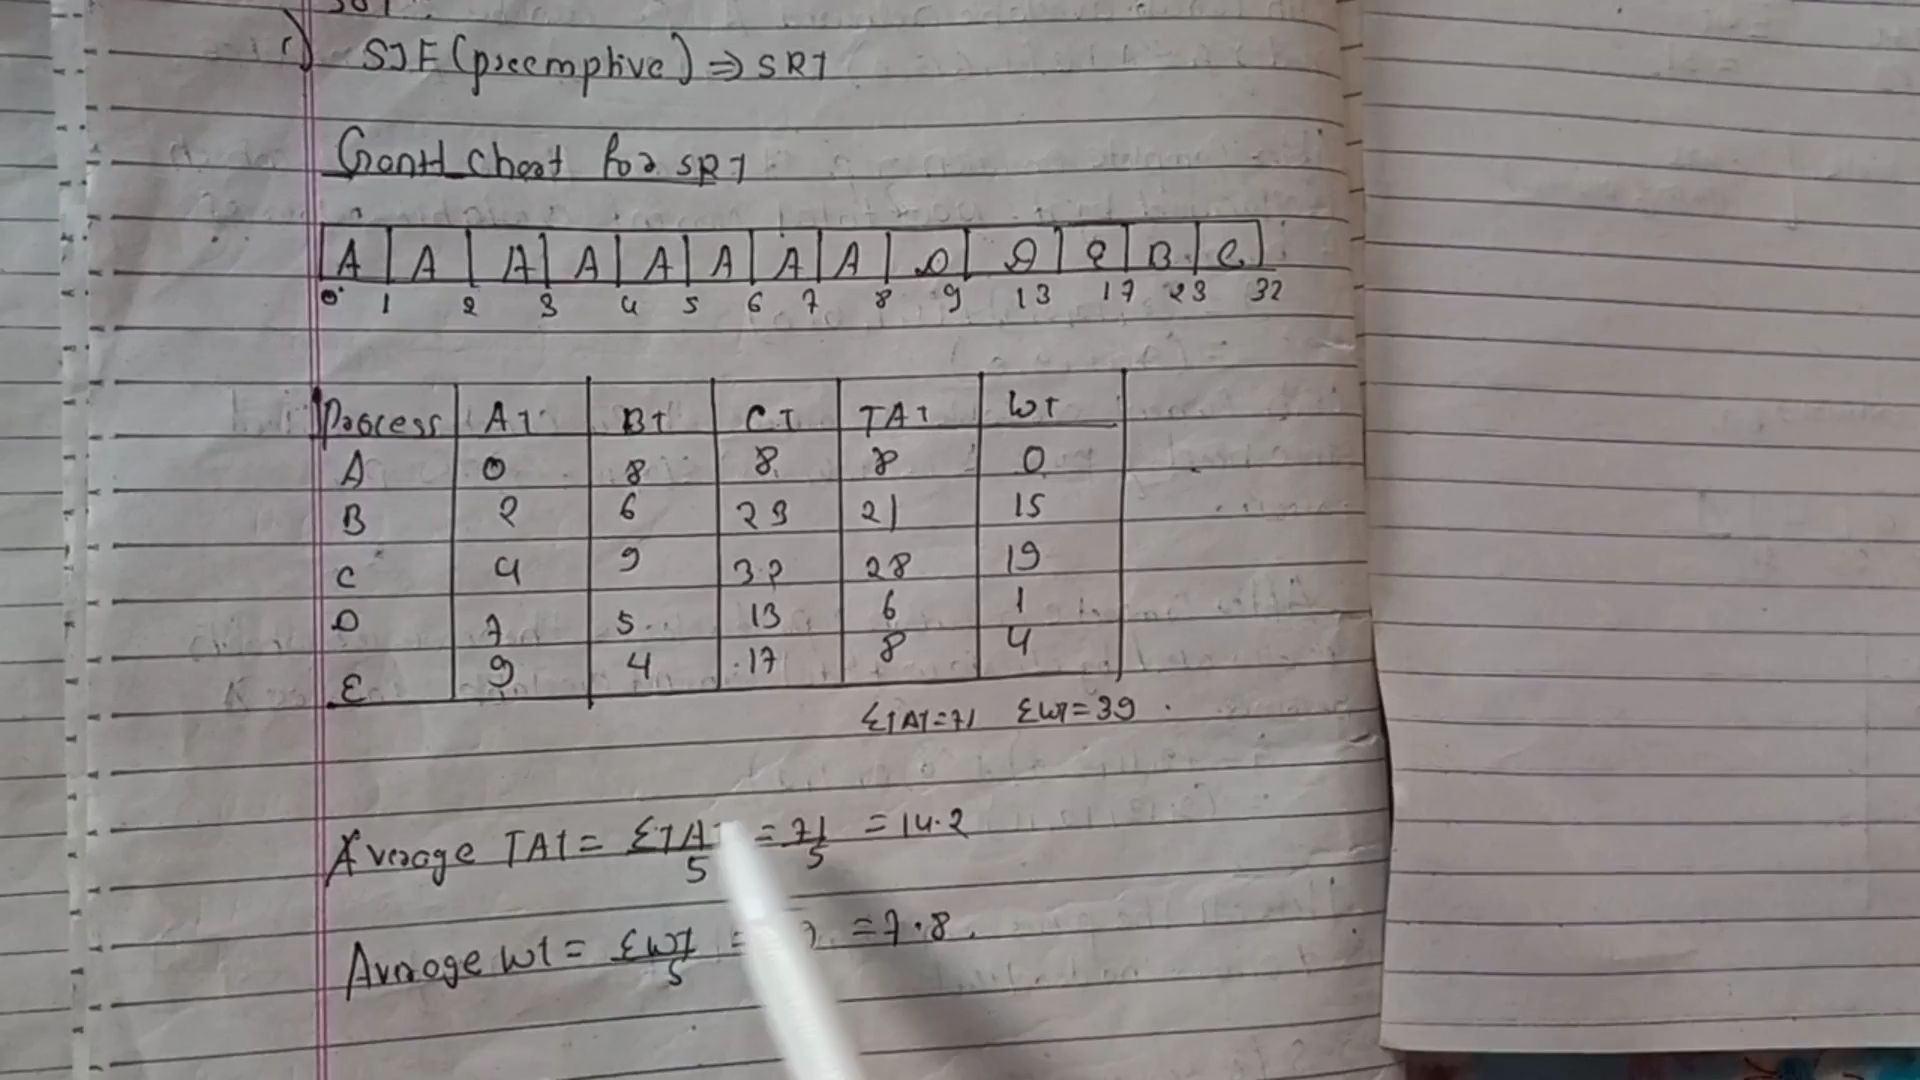 i) SJF (preemptive) ⇒ SRT
Gantt chart for SRT
A A A A A A A A D D E B C
0 1 2 3 4 5 6 7 8 9 13 17 23 32
Process AT BT CT TAT WT
A 0 8 8 8 0
B 2 6 23 21 15
C 4 9 32 28 19
D 7 5 13 6 1
E 9 4 17 8 4
ΣTAT=71 ΣWT=39
Average TAT = ΣTAT/5 = 71/5 = 14.2
Average WT = ΣWT/5 = = 7.8